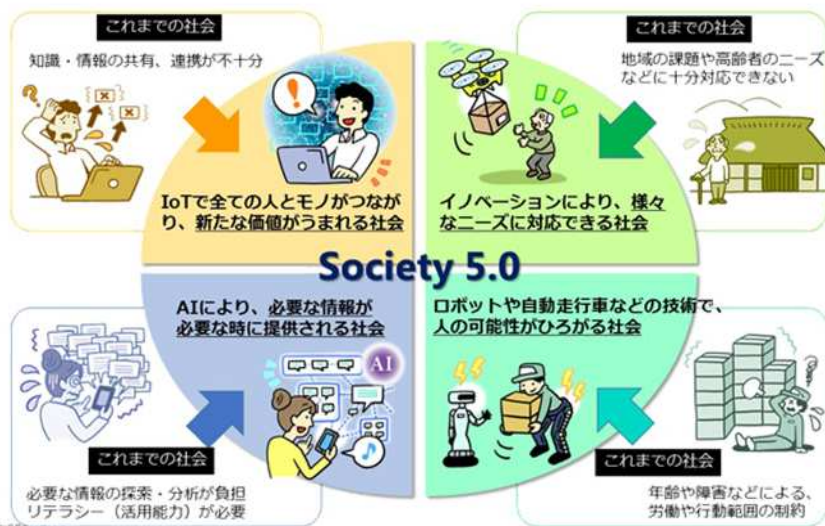 これまでの社会
知識・情報の共有、連携が不十分
IoTで全ての人とモノがつなが
り、新たな価値がうまれる社会
これまでの社会
地域の課題や高齢者のニーズ
などに十分対応できない
イノベーションにより、様々
なニーズに対応できる社会
Society 5.0
AIにより、必要な情報が
必要な時に提供される社会
AI
これまでの社会
必要な情報の探索・分析が負担
リテラシー（活用能力）が必要
ロボットや自動走行車などの技術で、
人の可能性がひろがる社会
これまでの社会
年齢や障害などによる、
労働や行動範囲の制約